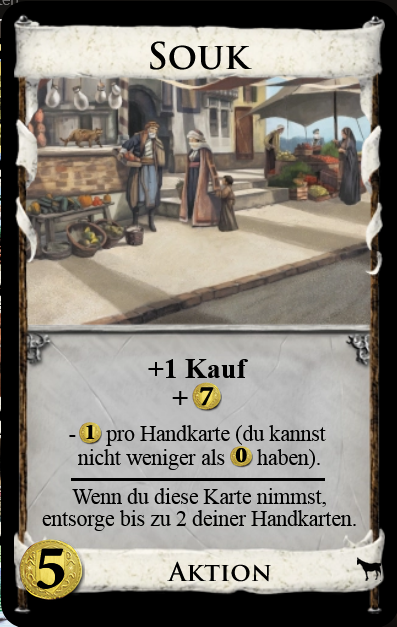 SOUK
+1 Kauf
+ 7
- 1 pro Handkarte (du kannst
nicht weniger als 0 haben).
Wenn du diese Karte nimmst,
entsorge bis zu 2 deiner Handkarten.
5 AKTION